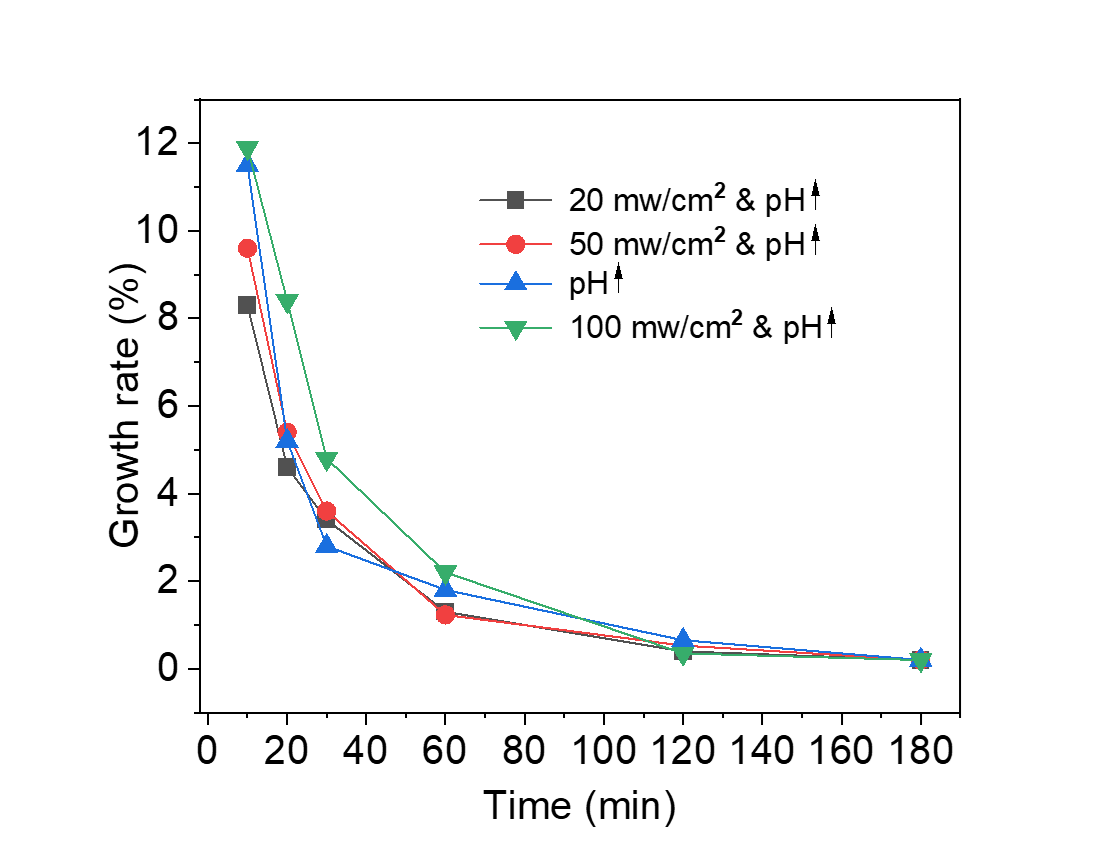 12
10
8
6
4
2
0
Growth rate (%)
20 mw/cm² & pH↑
50 mw/cm² & pH↑
pH↑
100 mw/cm² & pH↑
0 20 40 60 80 100 120 140 160 180
Time (min)